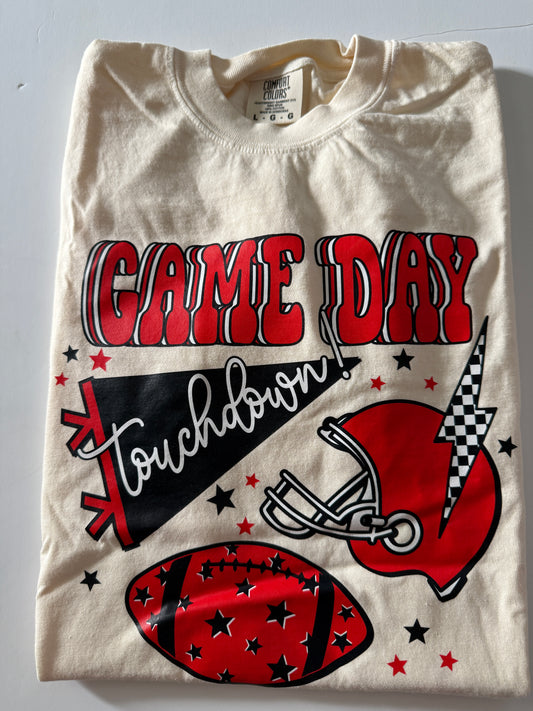 COMFORT
COLORS
L - G - G
GAME DAY
touchdown!